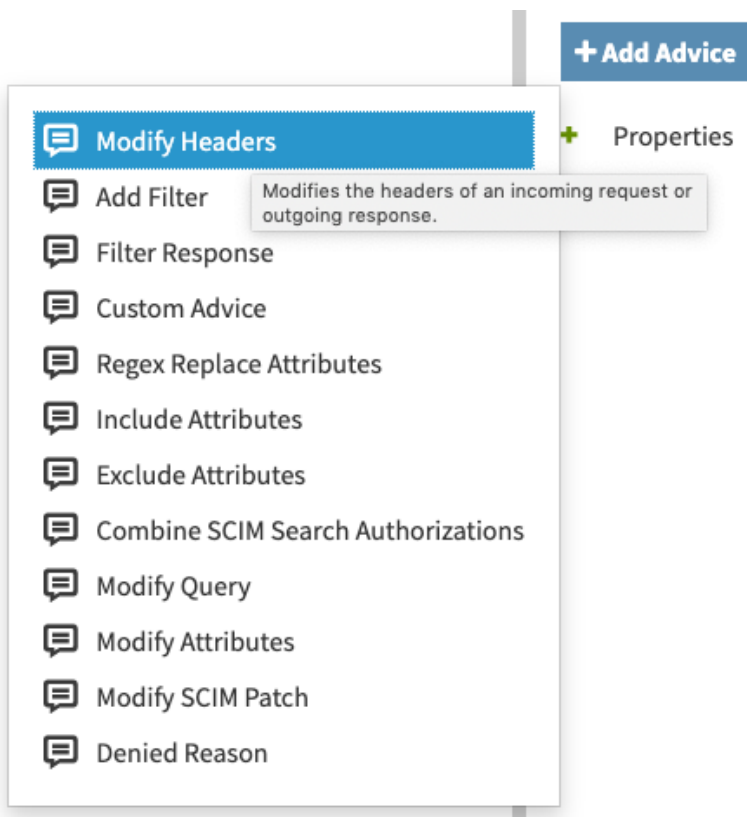 + Add Advice
Modify Headers
+ Properties
Modifies the headers of an incoming request or
outgoing response.
Add Filter
Filter Response
Custom Advice
Regex Replace Attributes
Include Attributes
Exclude Attributes
Combine SCIM Search Authorizations
Modify Query
Modify Attributes
Modify SCIM Patch
Denied Reason